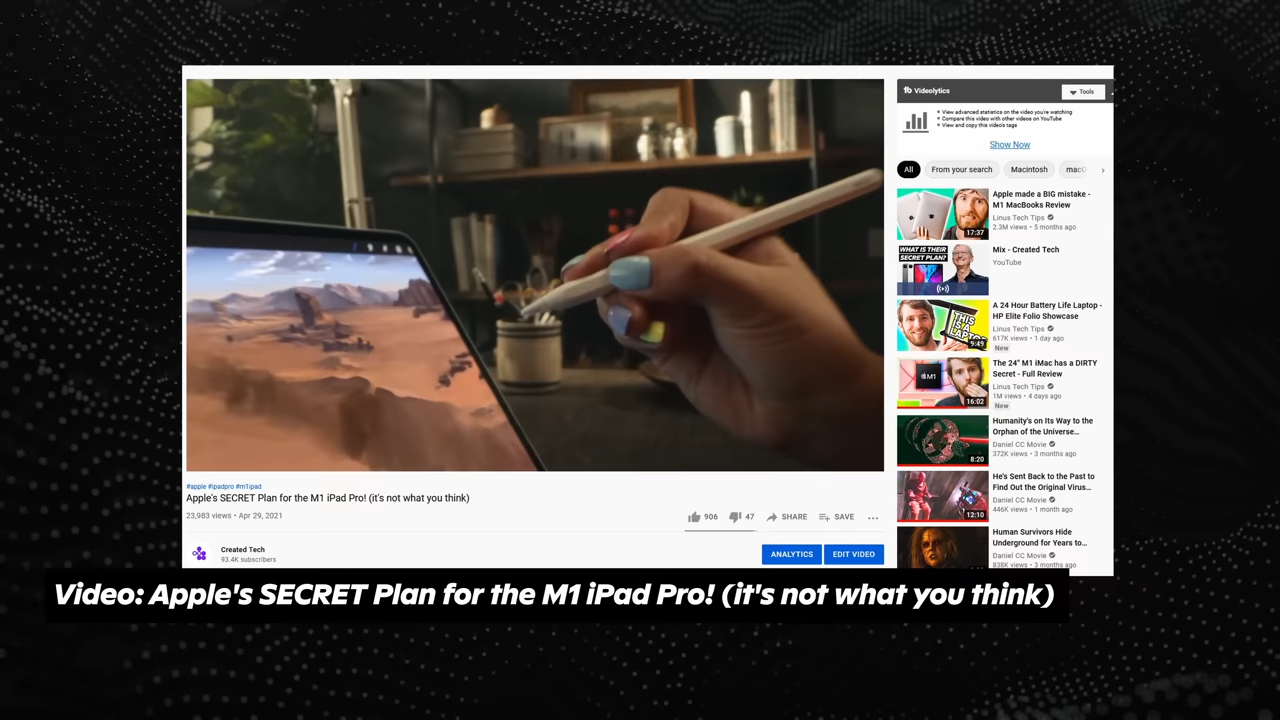 Videolytics
Tools
View advanced statistics on the video you're watching
Compare this video with other videos on YouTube
View and copy this video's tags
Show Now
All
From your search
Macintosh
macO
Apple made a BIG mistake -
M1 MacBooks Review
Linus Tech Tips
2.3M views • 5 months ago
17:37
WHAT IS THEIR
SECRET PLAN?
Mix - Created Tech
YouTube
THIS IS A LAPTOP
9:49
A 24 Hour Battery Life Laptop -
HP Elite Folio Showcase
Linus Tech Tips
617K views • 1 day ago
New
M1
16:02
The 24" M1 iMac has a DIRTY
Secret - Full Review
Linus Tech Tips
1M views • 4 days ago
New
8:20
Humanity's on Its Way to the
Orphan of the Universe...
Daniel CC Movie
372K views • 3 months ago
12:10
He's Sent Back to the Past to
Find Out the Original Virus...
Daniel CC Movie
446K views • 1 month ago
Human Survivors Hide
Underground for Years to...
Daniel CC Movie
838K views • 3 months ago
#apple #ipadpro #m1ipad
Apple's SECRET Plan for the M1 iPad Pro! (it's not what you think)
23,983 views • Apr 29, 2021
906
47
SHARE
SAVE
Created Tech
93.4K subscribers
ANALYTICS
EDIT VIDEO
Video: Apple's SECRET Plan for the M1 iPad Pro! (it's not what you think)